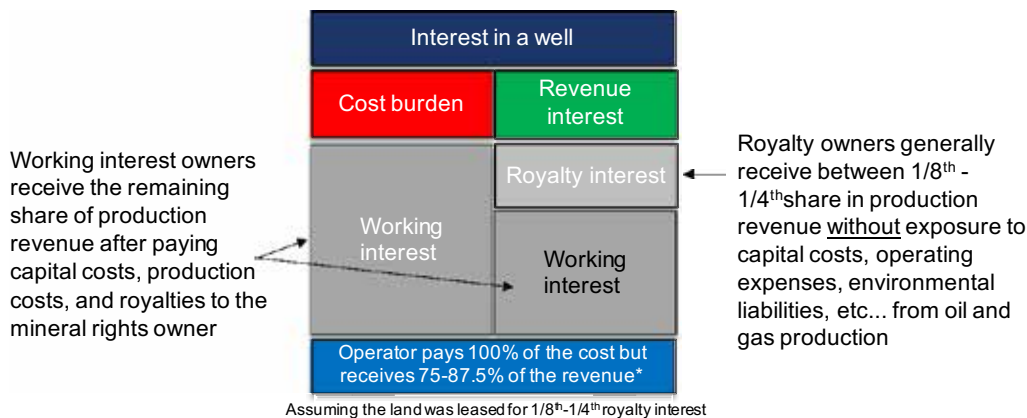 Interest in a well
Cost burden
Revenue
interest
Working interest owners
receive the remaining
share of production
revenue after paying
capital costs, production
costs, and royalties to the
mineral rights owner
Working
interest
Royalty interest
Working
interest
Royalty owners generally
receive between 1/8th -
1/4thshare in production
revenue without exposure to
capital costs, operating
expenses, environmental
liabilities, etc... from oil and
gas production
Operator pays 100% of the cost but
receives 75-87.5% of the revenue*
Assuming the land was leased for 1/8th-1/4th royalty interest